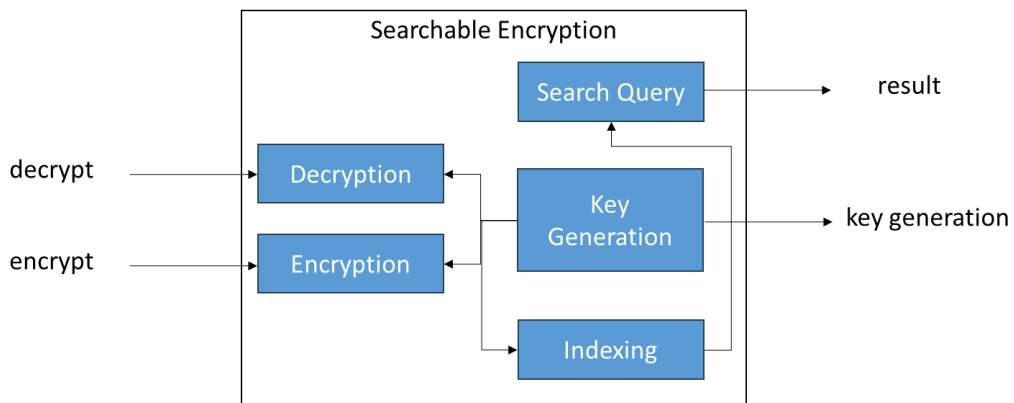 Searchable Encryption
Search Query
result
decrypt
Decryption
Key
Generation
key generation
encrypt
Encryption
Indexing